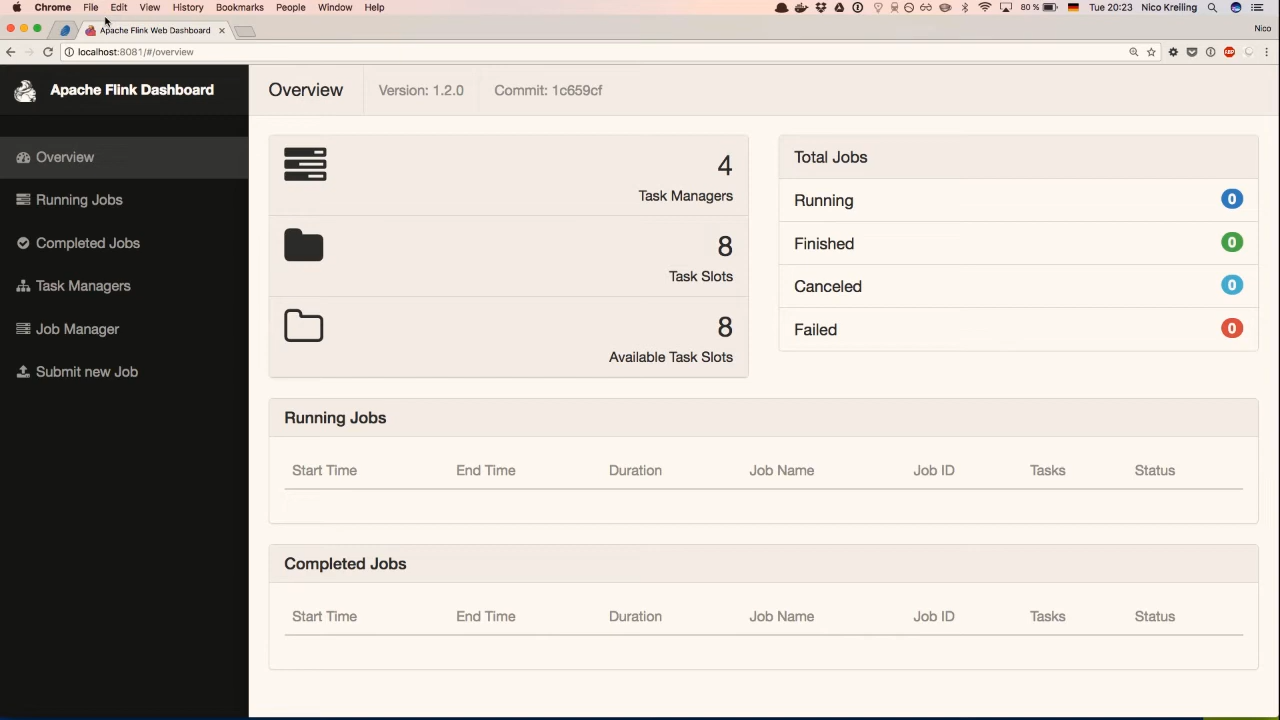 Chrome File Edit View History Bookmarks People Window Help 80 % Tue 20:23 Nico Kreiling
Apache Flink Web Dashboard Nico
localhost:8081/#/overview
Apache Flink Dashboard
Overview Version: 1.2.0 Commit: 1c659cf
Overview
Running Jobs
Completed Jobs
Task Managers
Job Manager
Submit new Job
4
Task Managers
8
Task Slots
8
Available Task Slots
Total Jobs
Running 0
Finished 0
Canceled 0
Failed 0
Running Jobs
Start Time End Time Duration Job Name Job ID Tasks Status
Completed Jobs
Start Time End Time Duration Job Name Job ID Tasks Status